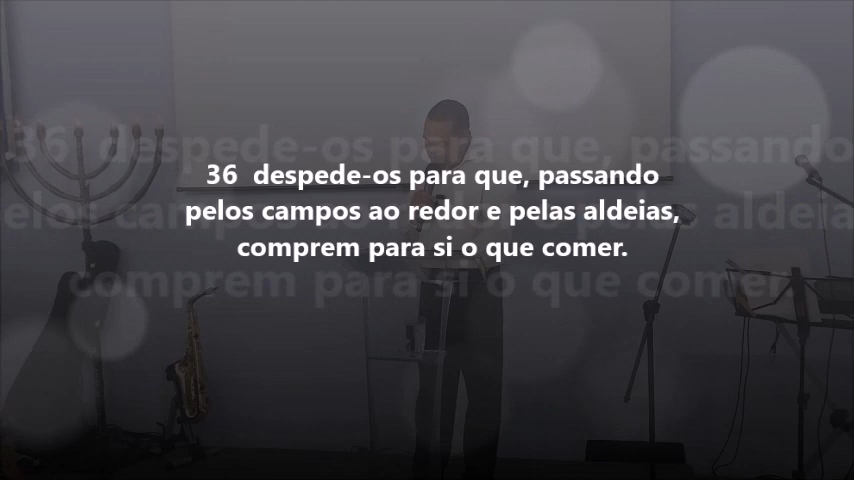 36 despede-os para que, passando
pelos campos ao redor e pelas aldeias,
comprem para si o que comer.